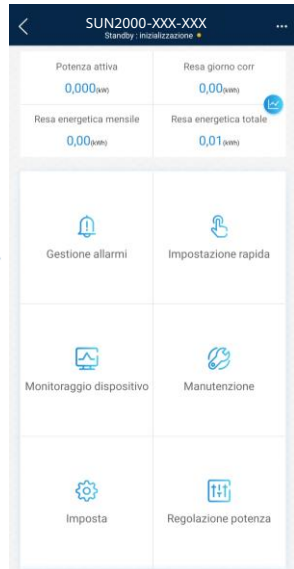 SUN2000-XXX-XXX
Standby : inizializzazione
Potenza attiva
Resa giorno corr
0,000(kW)
0,00(kWh)
Resa energetica mensile
Resa energetica totale
0,00(kWh)
0,01(kWh)
Gestione allarmi
Impostazione rapida
Monitoraggio dispositivo
Manutenzione
Imposta
Regolazione potenza